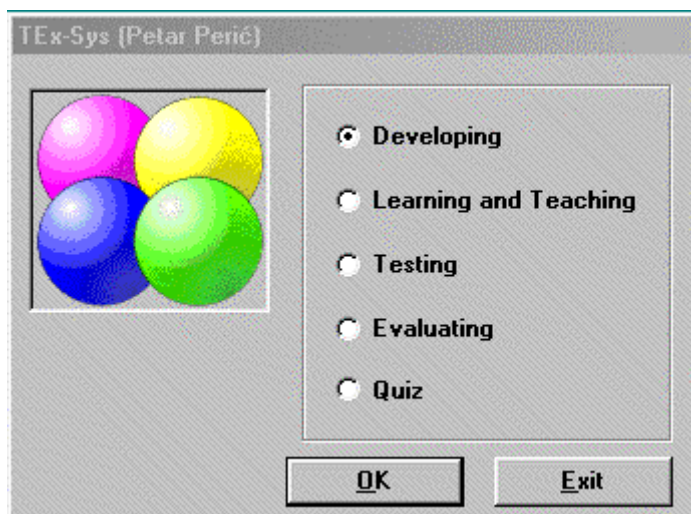 TEx-Sys (Petar Perić)
Developing
Learning and Teaching
Testing
Evaluating
Quiz
OK
Exit